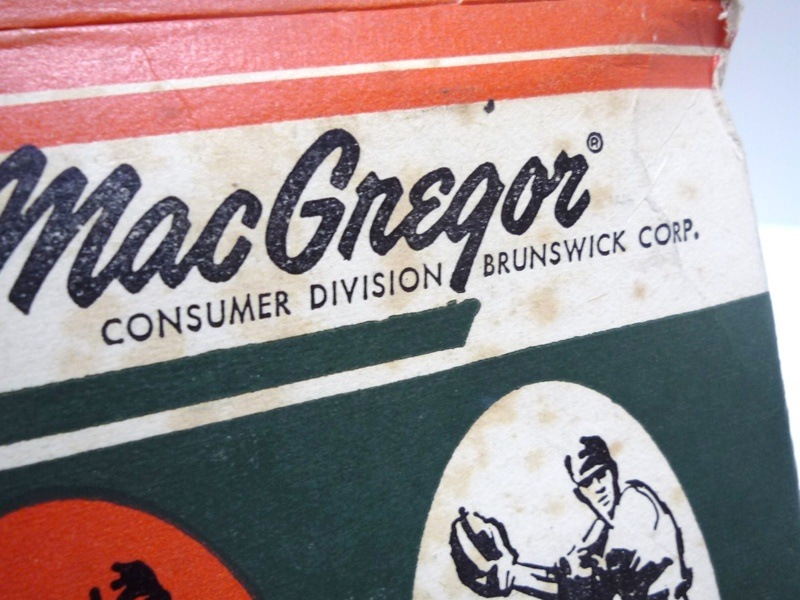 MacGregor®
CONSUMER DIVISION BRUNSWICK CORP.